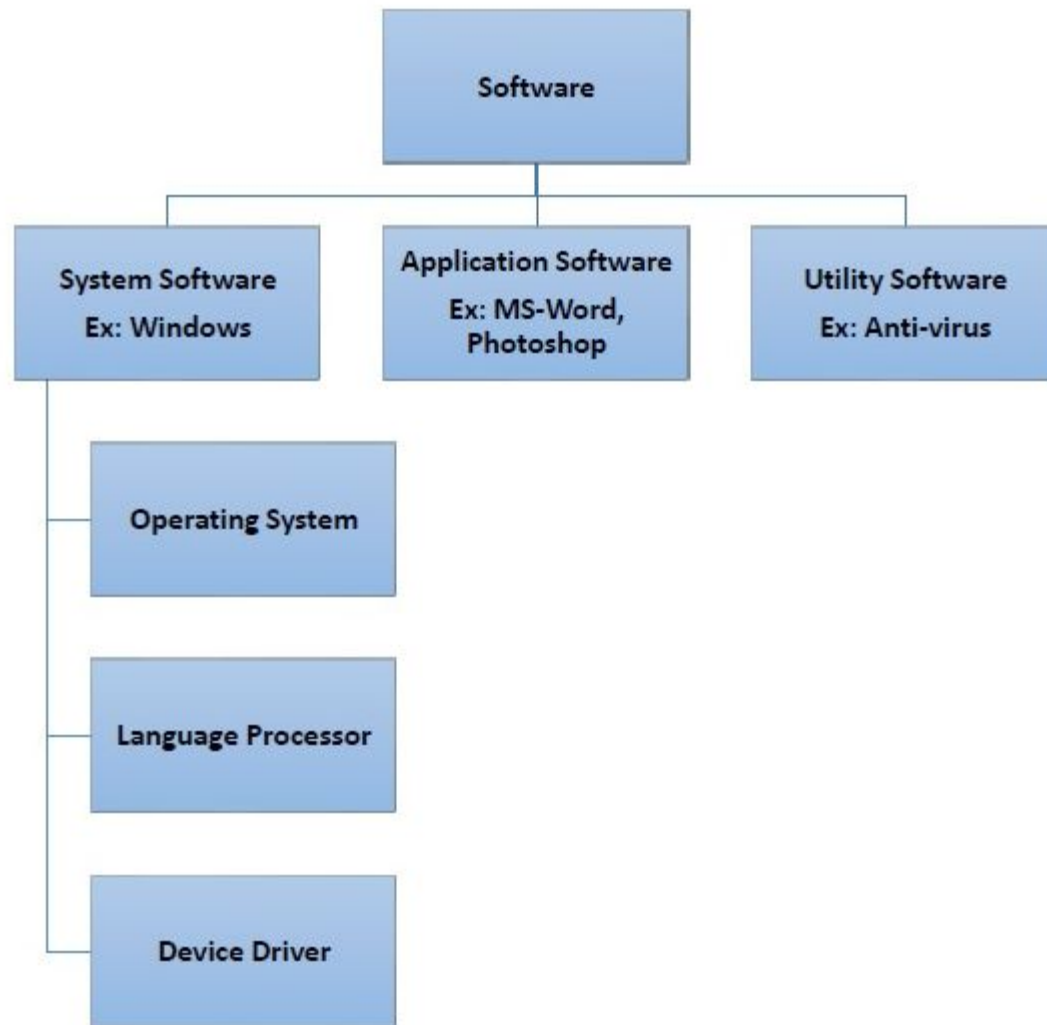 Software
System Software
Ex: Windows
Application Software
Ex: MS-Word,
Photoshop
Utility Software
Ex: Anti-virus
Operating System
Language Processor
Device Driver